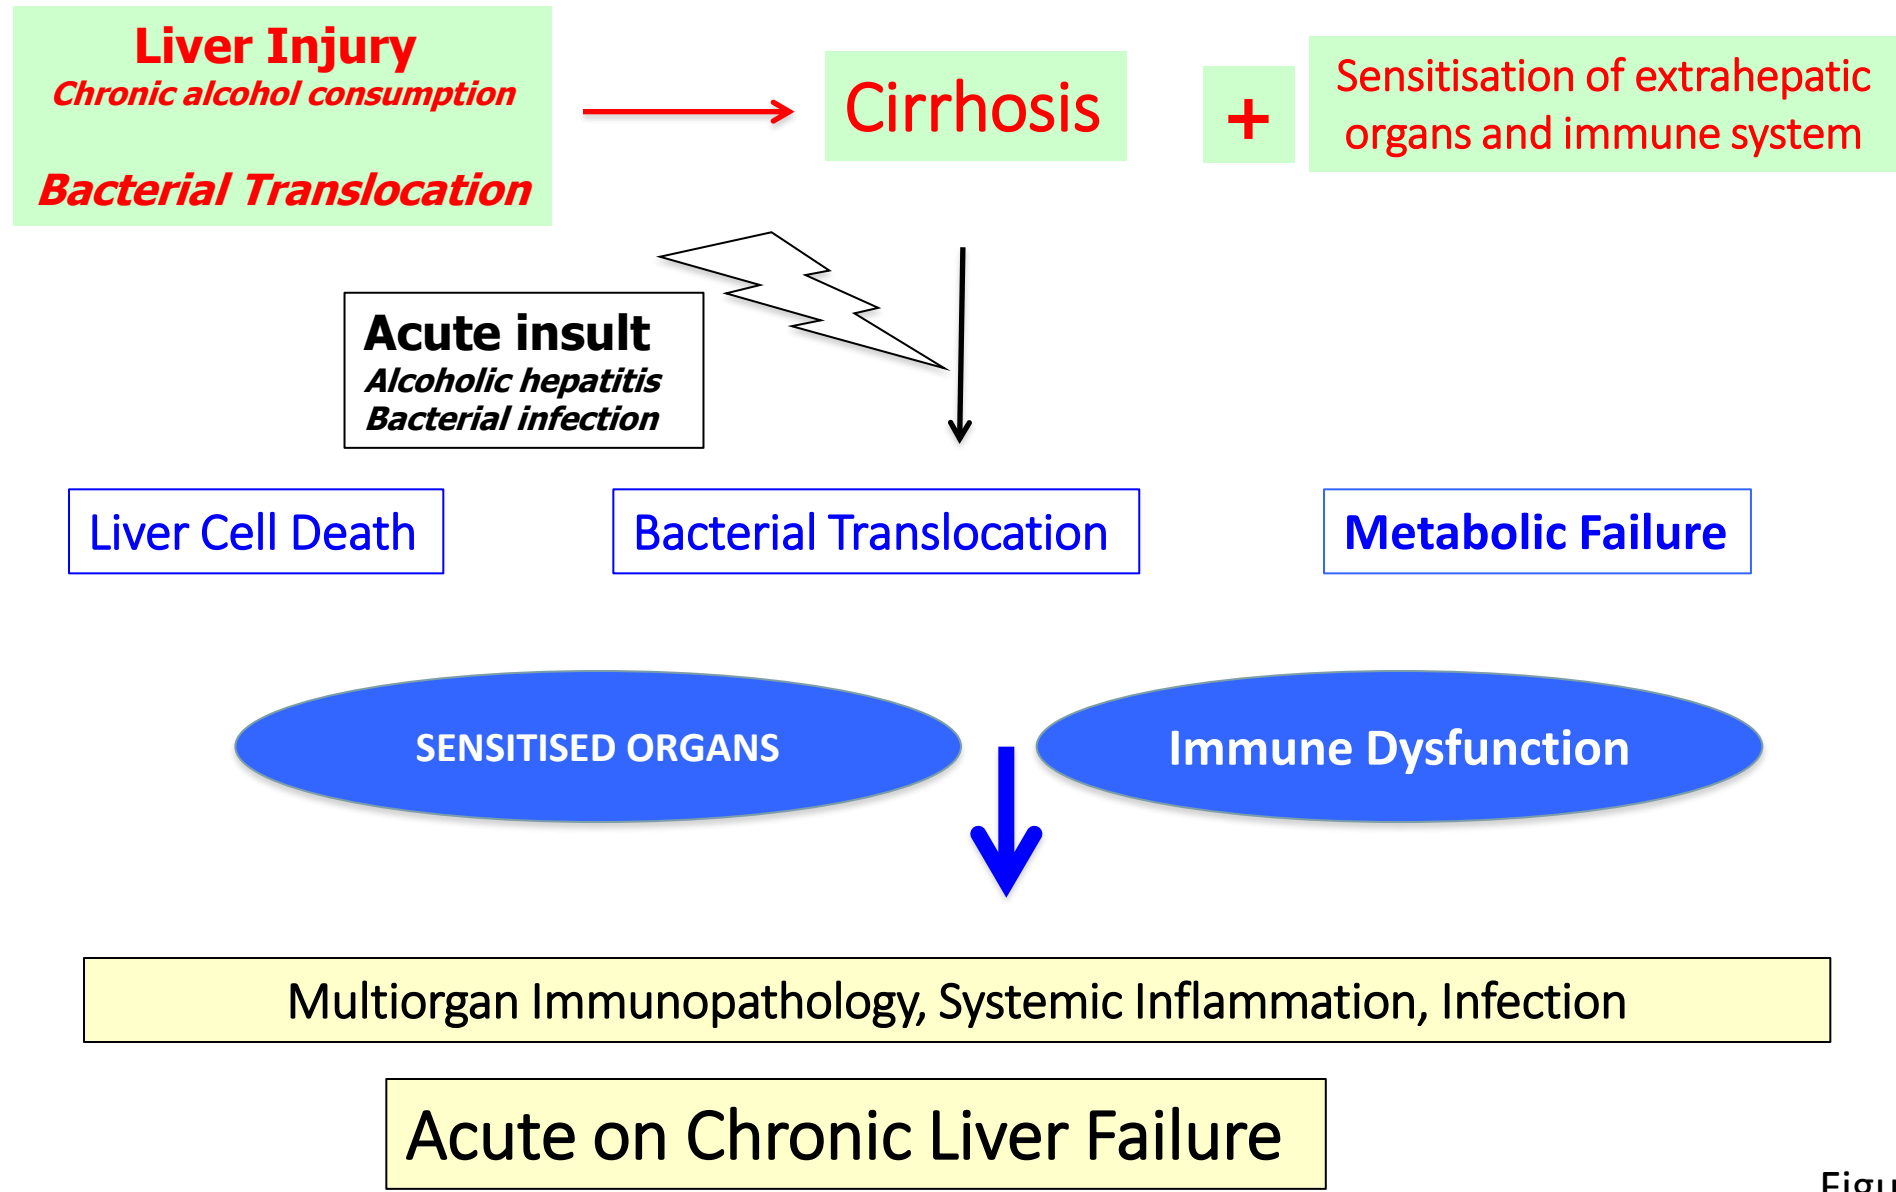 Liver Injury
Chronic alcohol consumption
Bacterial Translocation
Cirrhosis
+
Sensitisation of extrahepatic
organs and immune system
Acute insult
Alcoholic hepatitis
Bacterial infection
Liver Cell Death
Bacterial Translocation
Metabolic Failure
SENSITISED ORGANS
Immune Dysfunction
Multiorgan Immunopathology, Systemic Inflammation, Infection
Acute on Chronic Liver Failure